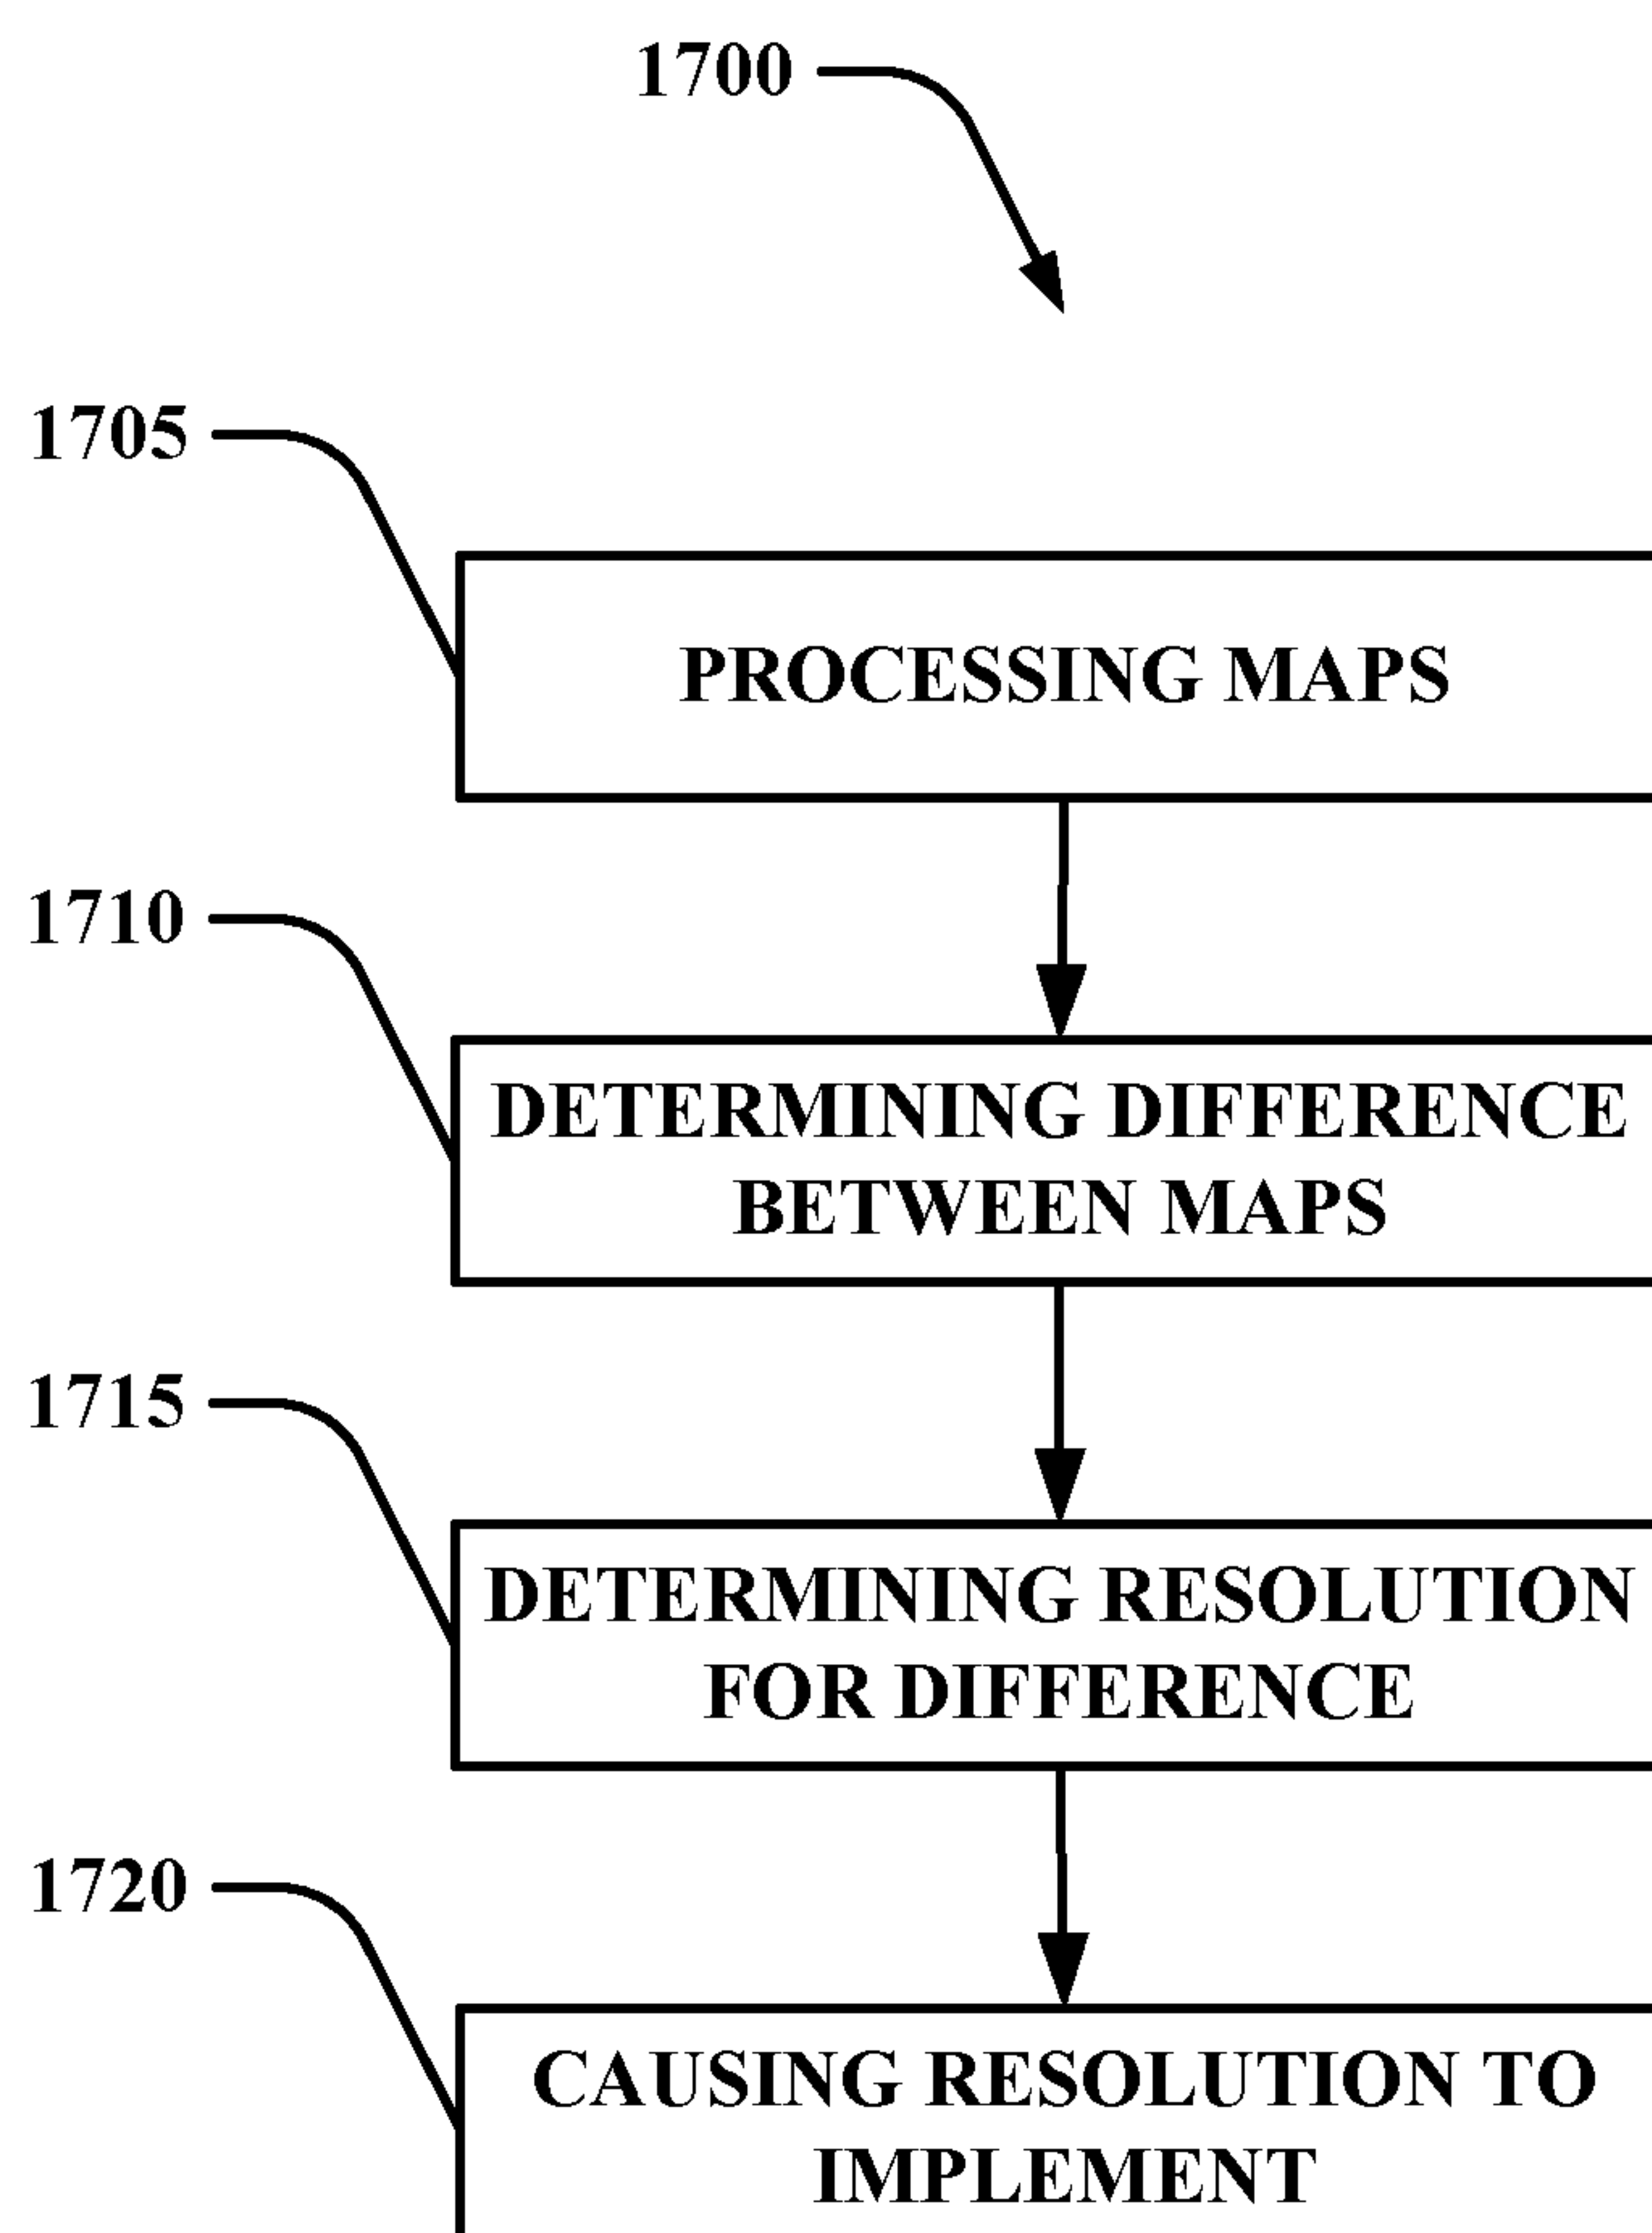 1700
1705
PROCESSING MAPS
1710
DETERMINING DIFFERENCE
BETWEEN MAPS
1715
DETERMINING RESOLUTION
FOR DIFFERENCE
1720
CAUSING RESOLUTION TO
IMPLEMENT